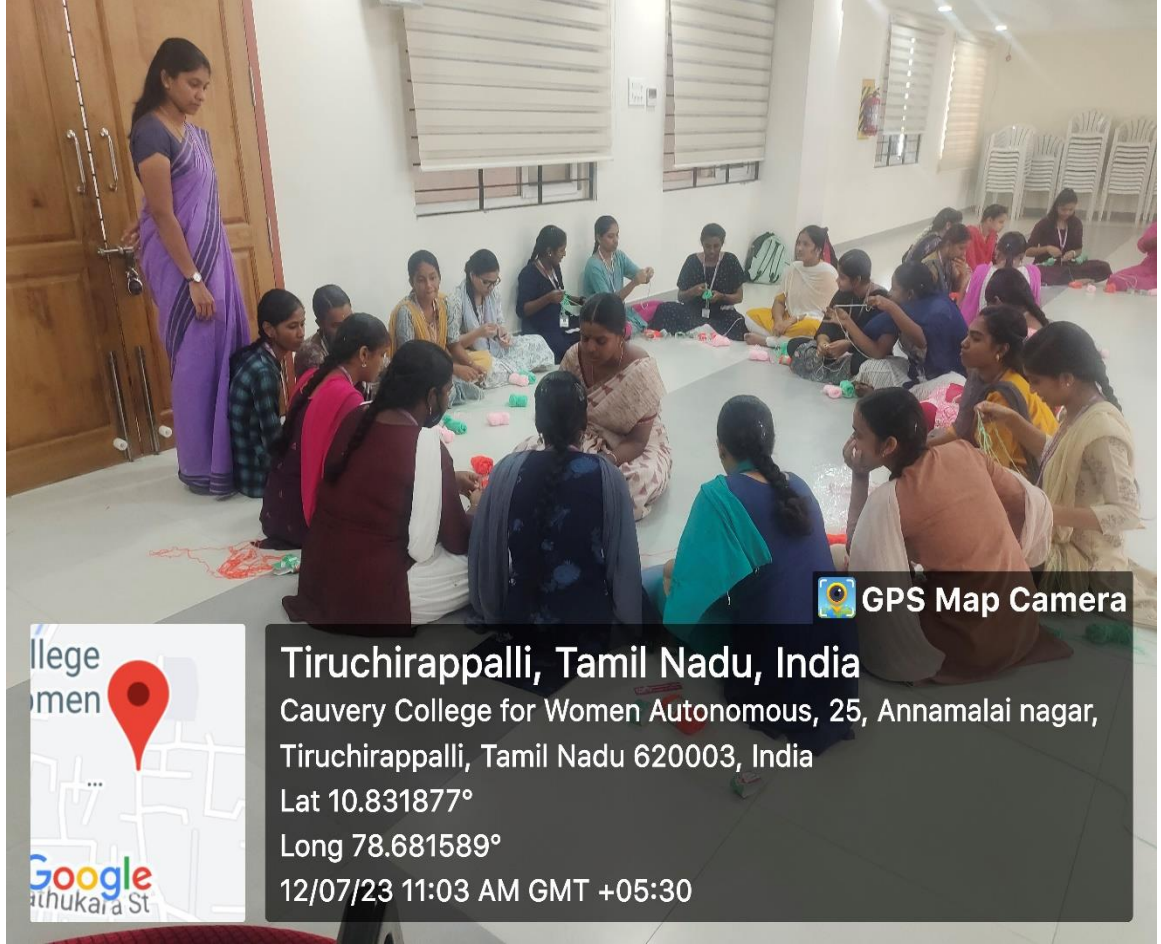 GPS Map Camera
llege
omen
Google
athukara St
Tiruchirappalli, Tamil Nadu, India
Cauvery College for Women Autonomous, 25, Annamalai nagar,
Tiruchirappalli, Tamil Nadu 620003, India
Lat 10.831877°
Long 78.681589°
12/07/23 11:03 AM GMT +05:30